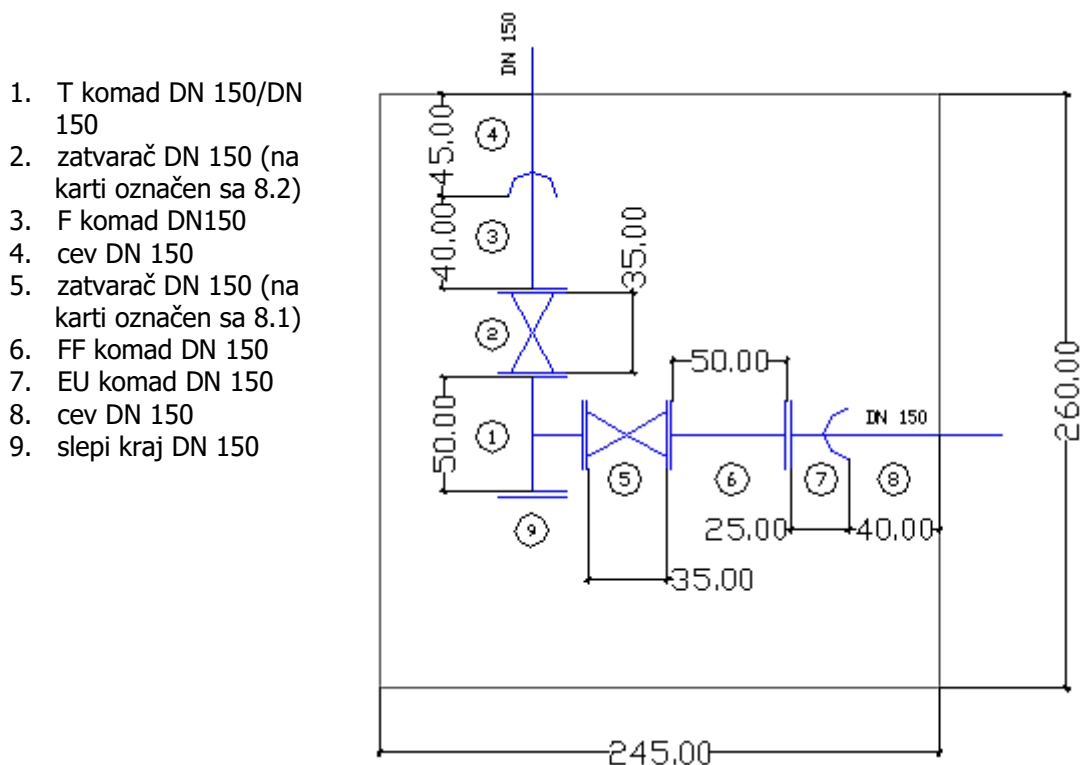 1. T komad DN 150/DN
150
2. zatvarač DN 150 (na
karti označen sa 8.2)
3. F komad DN150
4. cev DN 150
5. zatvarač DN 150 (na
karti označen sa 8.1)
6. FF komad DN 150
7. EU komad DN 150
8. cev DN 150
9. slepi kraj DN 150
DN 150
45.00
4
40.00
3
35.00
2
50.00
260.00
50.00
1
DN 150
5
6
7
8
25.00
40.00
9
35.00
245.00